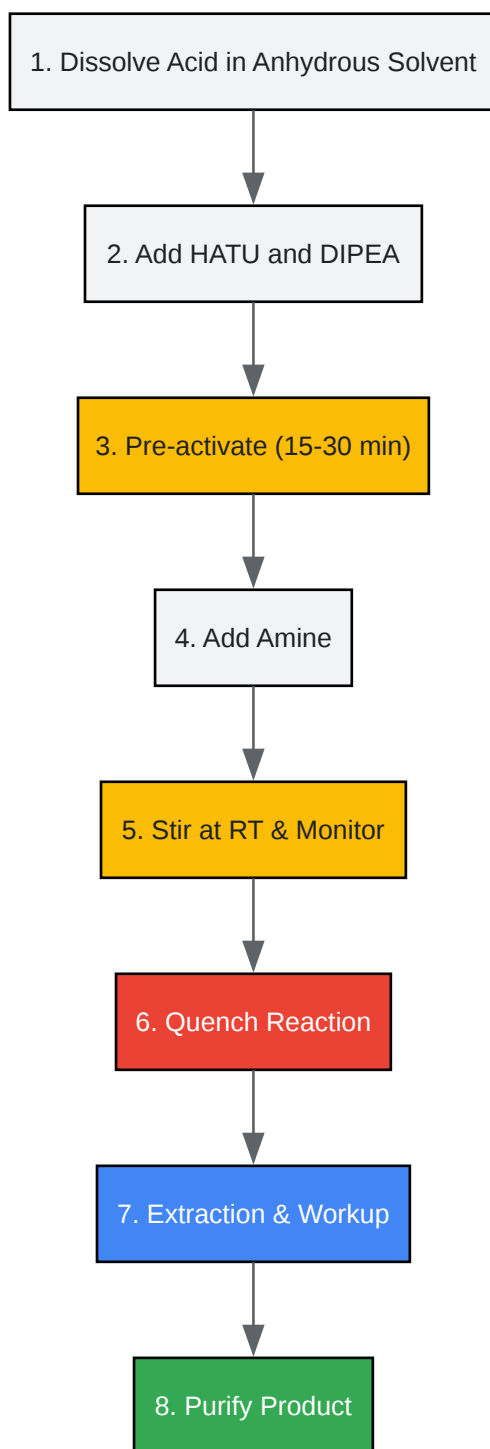 1. Dissolve Acid in Anhydrous Solvent
2. Add HATU and DIPEA
3. Pre-activate (15-30 min)
4. Add Amine
5. Stir at RT & Monitor
6. Quench Reaction
7. Extraction & Workup
8. Purify Product